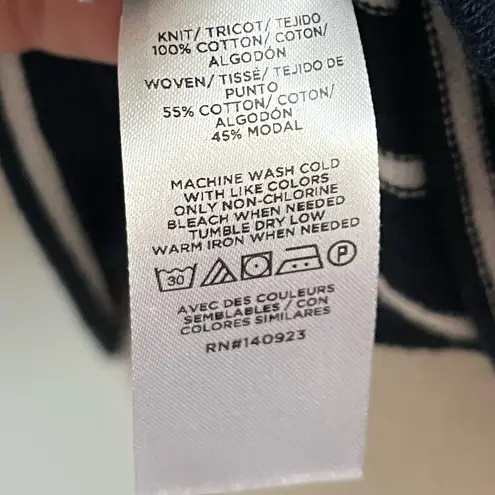 KNIT/ TRICOT/ TEJIDO
100% COTTON/ COTON/
ALGODÓN
WOVEN/ TISSÉ/ TEJIDO DE
PUNTO
55% COTTON/ COTON/
ALGODÓN
45% MODAL
MACHINE WASH COLD
WITH LIKE COLORS
ONLY NON-CHLORINE
BLEACH WHEN NEEDED
TUMBLE DRY LOW
WARM IRON WHEN NEEDED
30 P
AVEC DES COULEURS
SEMBLABLES / CON
COLORES SIMILARES
RN#140923